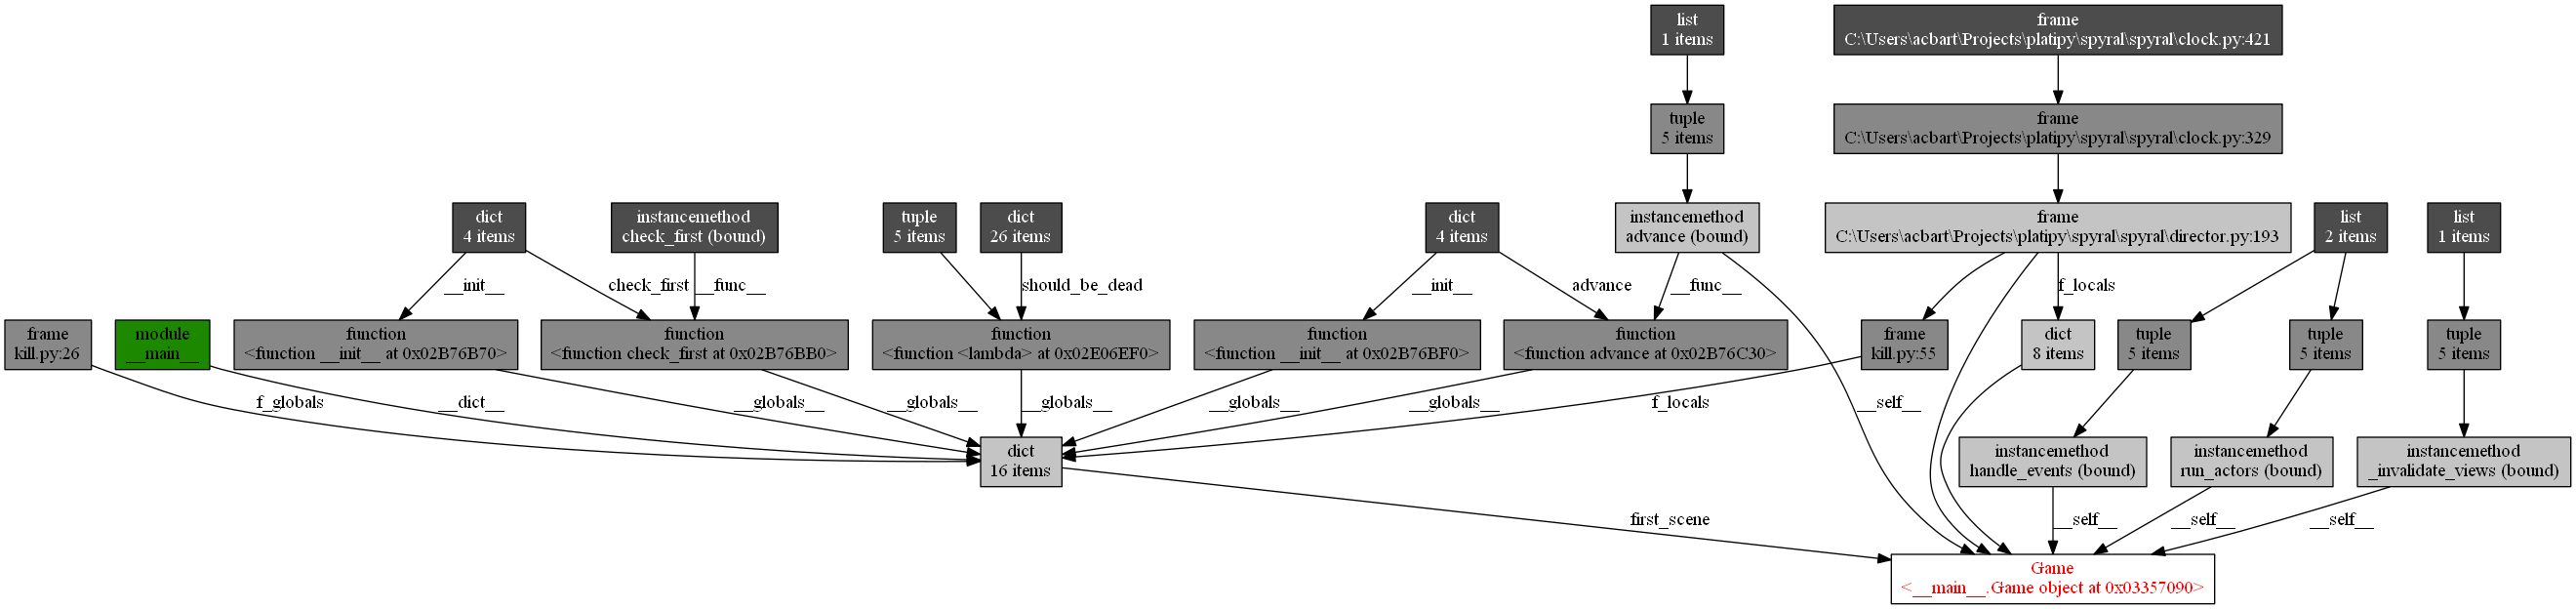 list
1 items
frame
C:\Users\acbart\Projects\platipy\spyral\spyral\clock.py:421
tuple
5 items
frame
C:\Users\acbart\Projects\platipy\spyral\spyral\clock.py:329
dict
4 items
instancemethod
check_first (bound)
tuple
5 items
dict
26 items
dict
4 items
instancemethod
advance (bound)
frame
C:\Users\acbart\Projects\platipy\spyral\spyral\director.py:193
list
2 items
list
1 items
__init__
check_first
__func__
should_be_dead
__init__
advance
__func__
f_locals
frame
kill.py:26
module
__main__
function
<function __init__ at 0x02B76B70>
function
<function check_first at 0x02B76BB0>
function
<function <lambda> at 0x02E06EF0>
function
<function __init__ at 0x02B76BF0>
function
<function advance at 0x02B76C30>
frame
kill.py:55
dict
8 items
tuple
5 items
tuple
5 items
tuple
5 items
f_globals
__dict__
__globals__
__globals__
__globals__
__globals__
__globals__
f_locals
__self__
dict
16 items
instancemethod
handle_events (bound)
instancemethod
run_actors (bound)
instancemethod
_invalidate_views (bound)
first_scene
__self__
__self__
__self__
Game
<__main__.Game object at 0x03357090>